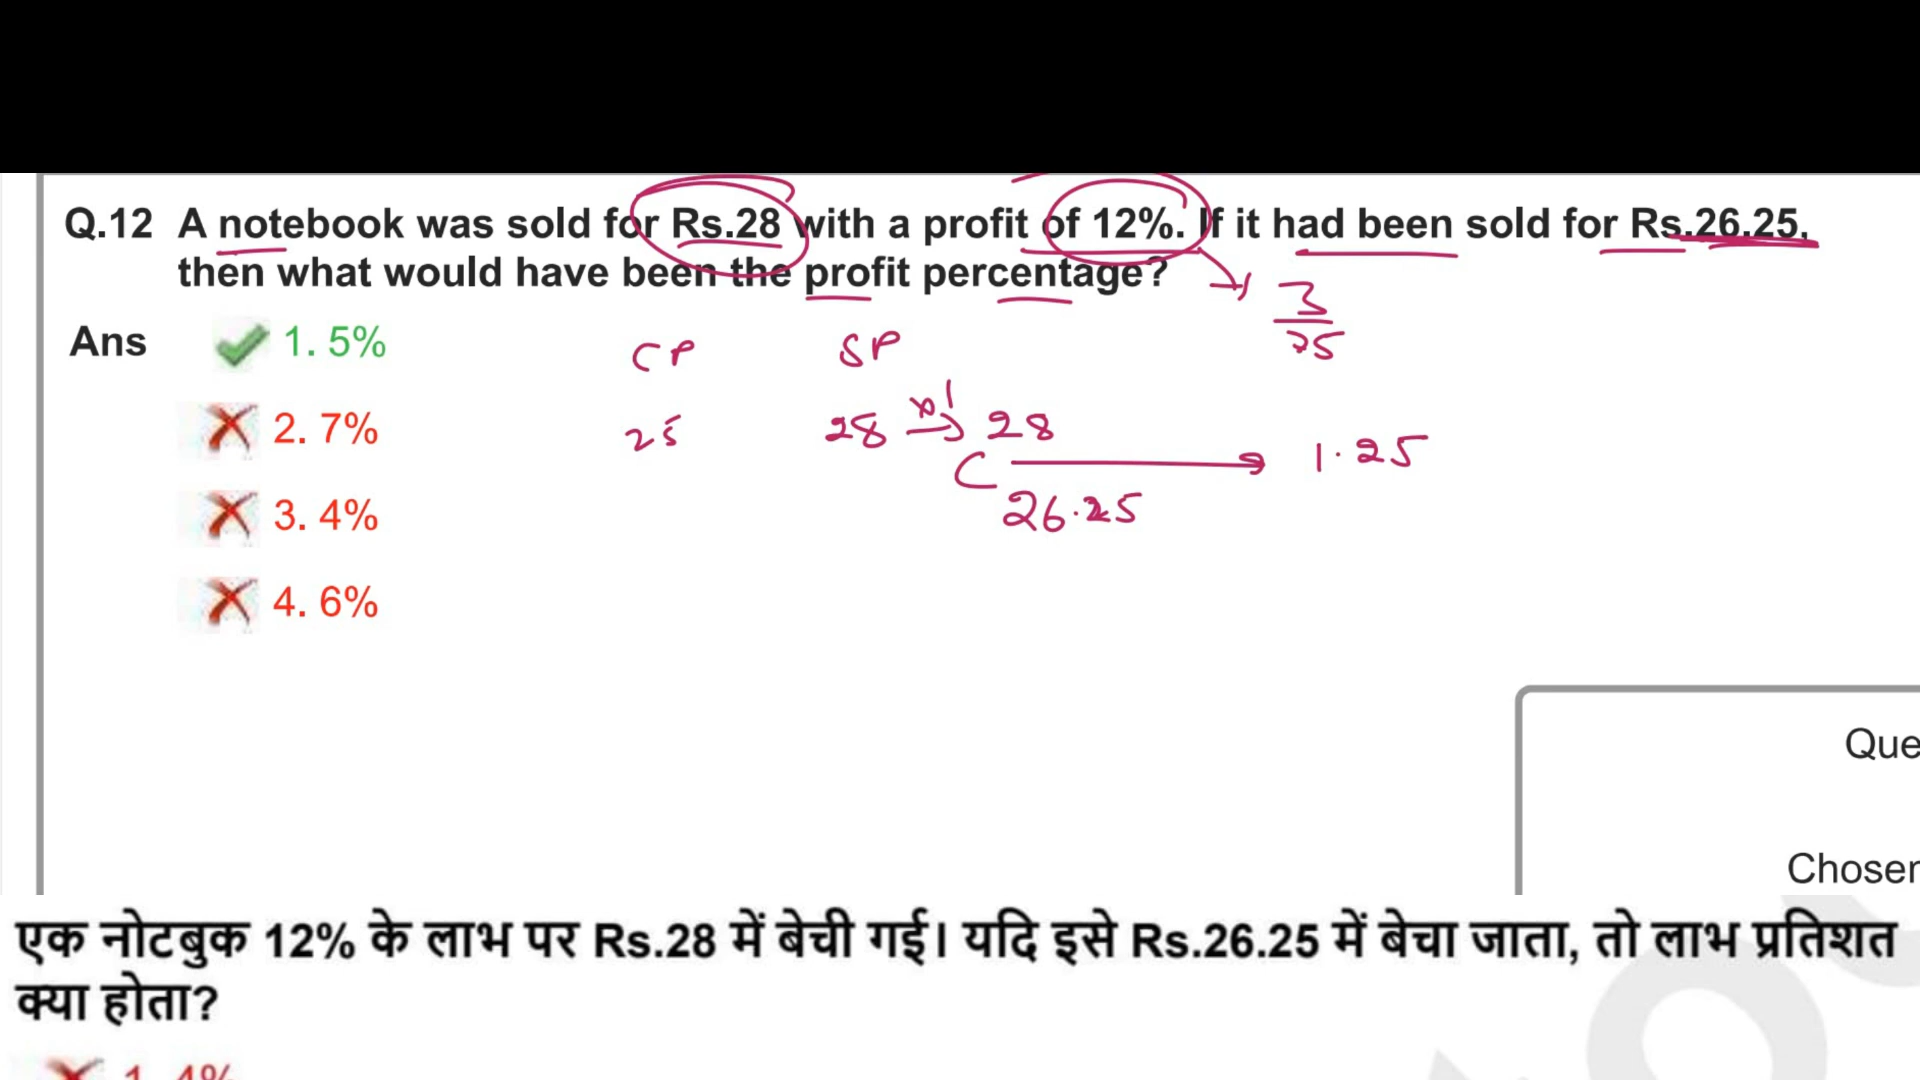 Q.12 A notebook was sold for Rs.28 with a profit of 12%. If it had been sold for Rs.26.25,
then what would have been the profit percentage?
3
25
Ans 1. 5%
CP SP
2. 7%
25 28 x1 28
1.25
3. 4%
26.25
4. 6%
Que
Chosen
एक नोटबुक 12% के लाभ पर Rs.28 में बेची गई। यदि इसे Rs.26.25 में बेचा जाता, तो लाभ प्रतिशत
क्या होता?
1. 4%